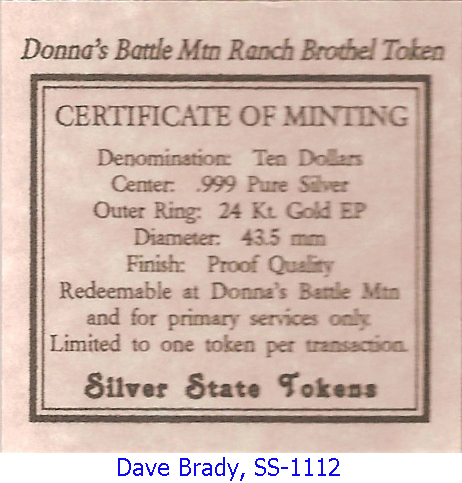 Donna's Battle Mtn Ranch Brothel Token
CERTIFICATE OF MINTING
Denomination: Ten Dollars
Center: .999 Pure Silver
Outer Ring: 24 Kt. Gold EP
Diameter: 43.5 mm
Finish: Proof Quality
Redeemable at Donna's Battle Mtn
and for primary services only.
Limited to one token per transaction.
Silver State Tokens
Dave Brady, SS-1112